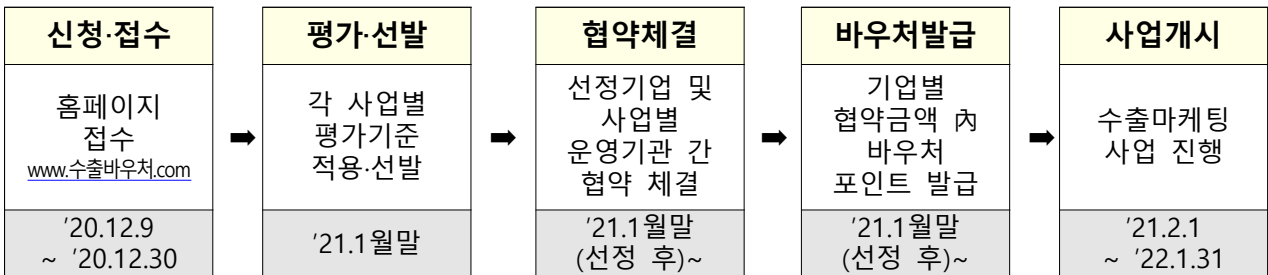 신청·접수
홈페이지
접수
www.수출바우처.com
'20.12.9
~ '20.12.30
➡
평가·선발
각 사업별
평가기준
적용·선발
'21.1월말
➡
협약체결
선정기업 및
사업별
운영기관 간
협약 체결
'21.1월말
(선정 후)~
➡
바우처발급
기업별
협약금액 內
바우처
포인트 발급
'21.1월말
(선정 후)~
➡
사업개시
수출마케팅
사업 진행
'21.2.1
~ '22.1.31